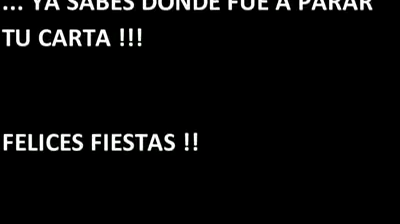 ... YA SABES DONDE FUE A PARAR
TU CARTA !!!
FELICES FIESTAS !!